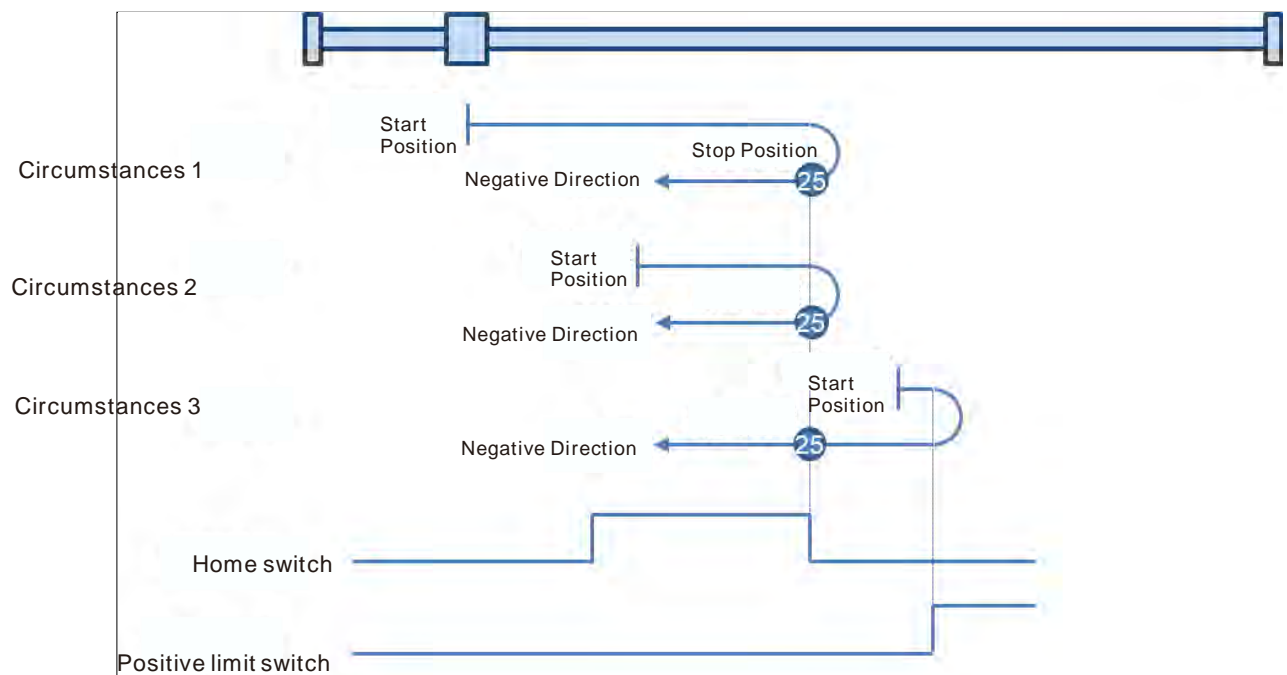 Start
Position
Stop Position
Circumstances 1
Negative Direction
25
Start
Position
Circumstances 2
Negative Direction
25
Start
Position
Circumstances 3
Negative Direction
25
Home switch
Positive limit switch